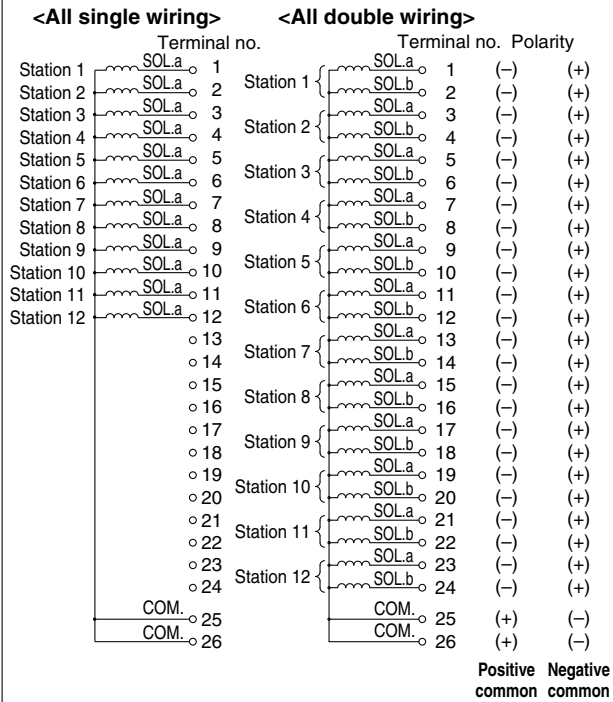 <All single wiring> <All double wiring>
Terminal no. Terminal no. Polarity
Station 1 SOL.a 1 Station 1 SOL.a 1 (–) (+)
Station 2 SOL.a 2 SOL.b 2 (–) (+)
Station 3 SOL.a 3 Station 2 SOL.a 3 (–) (+)
Station 4 SOL.a 4 SOL.b 4 (–) (+)
Station 5 SOL.a 5 Station 3 SOL.a 5 (–) (+)
Station 6 SOL.a 6 SOL.b 6 (–) (+)
Station 7 SOL.a 7 Station 4 SOL.a 7 (–) (+)
Station 8 SOL.a 8 SOL.b 8 (–) (+)
Station 9 SOL.a 9 Station 5 SOL.a 9 (–) (+)
Station 10 SOL.a 10 SOL.b 10 (–) (+)
Station 11 SOL.a 11 Station 6 SOL.a 11 (–) (+)
Station 12 SOL.a 12 SOL.b 12 (–) (+)
13 Station 7 SOL.a 13 (–) (+)
14 SOL.b 14 (–) (+)
15 Station 8 SOL.a 15 (–) (+)
16 SOL.b 16 (–) (+)
17 Station 9 SOL.a 17 (–) (+)
18 SOL.b 18 (–) (+)
19 Station 10 SOL.a 19 (–) (+)
20 SOL.b 20 (–) (+)
21 Station 11 SOL.a 21 (–) (+)
22 SOL.b 22 (–) (+)
23 Station 12 SOL.a 23 (–) (+)
24 SOL.b 24 (–) (+)
COM. 25 COM. 25 (+) (–)
COM. 26 COM. 26 (+) (–)
Positive Negative
common common